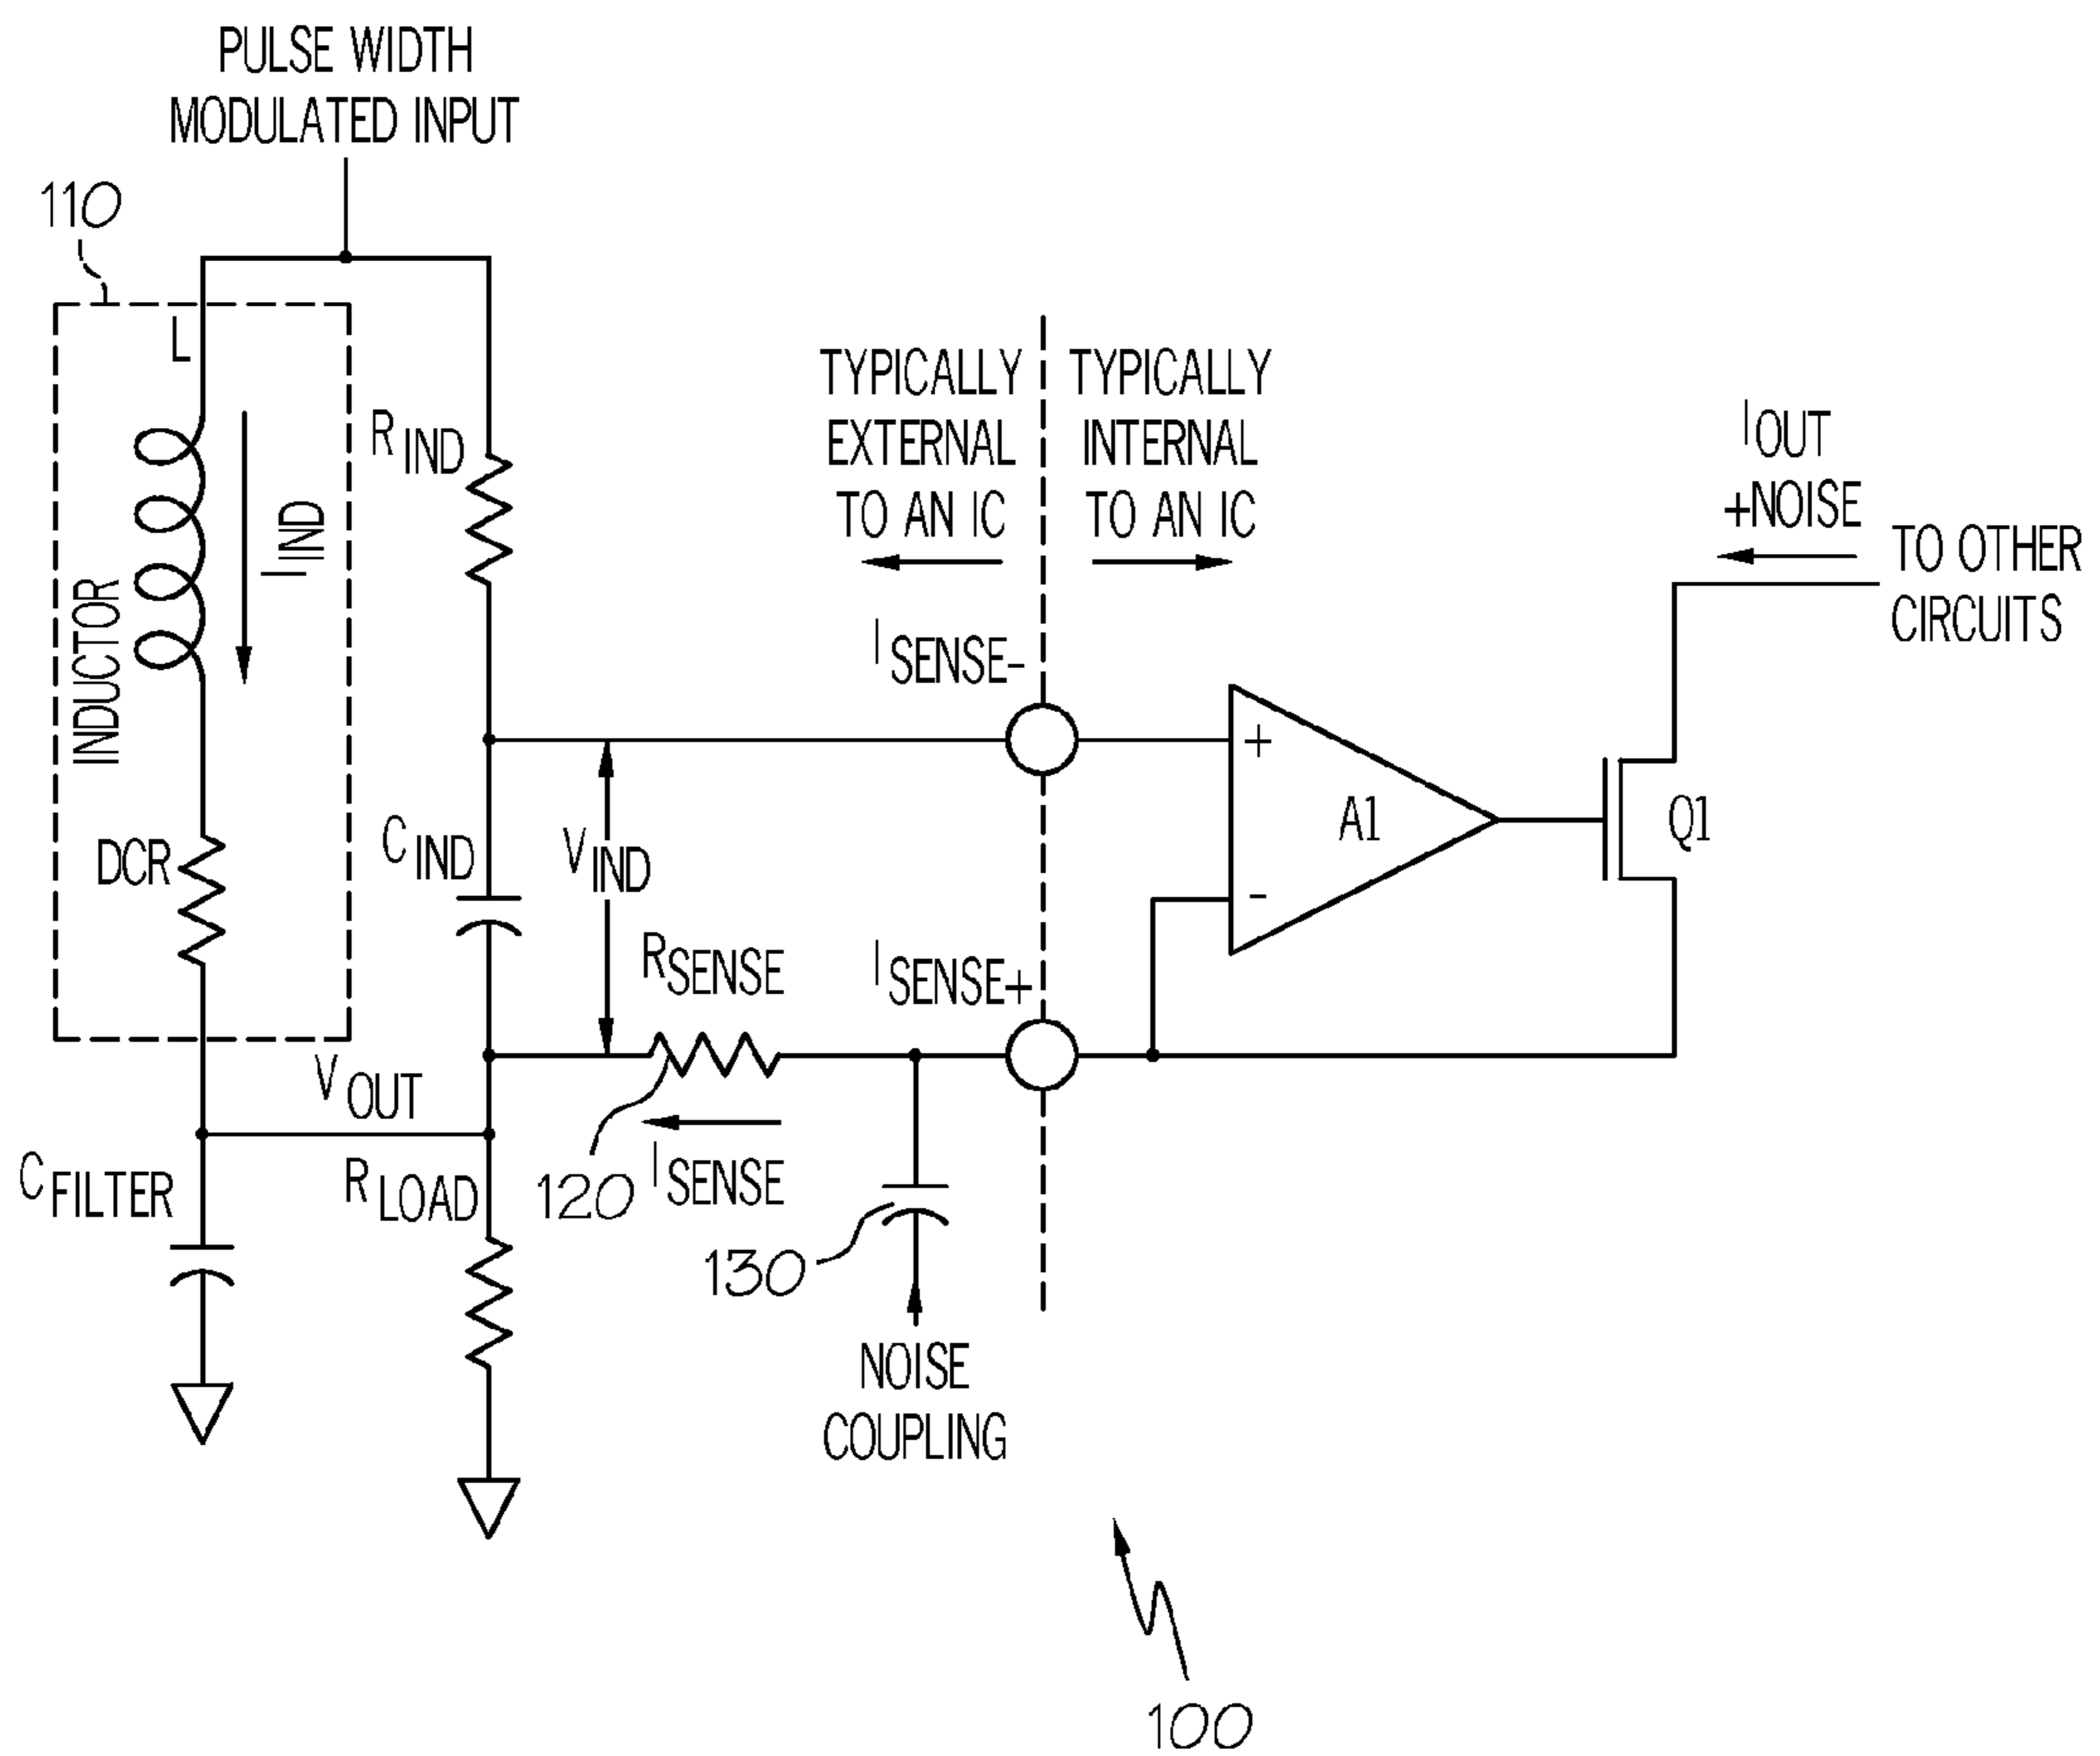 PULSE WIDTH
MODULATED INPUT
110
L
INDUCTOR
IIND
RIND
TYPICALLY
EXTERNAL
TO AN IC
TYPICALLY
INTERNAL
TO AN IC
IOUT
+NOISE
TO OTHER
CIRCUITS
ISENSE-
+
A1
-
Q1
DCR
CIND
VIND
RSENSE
ISENSE+
VOUT
CFILTER
RLOAD
120
ISENSE
130
NOISE
COUPLING
100